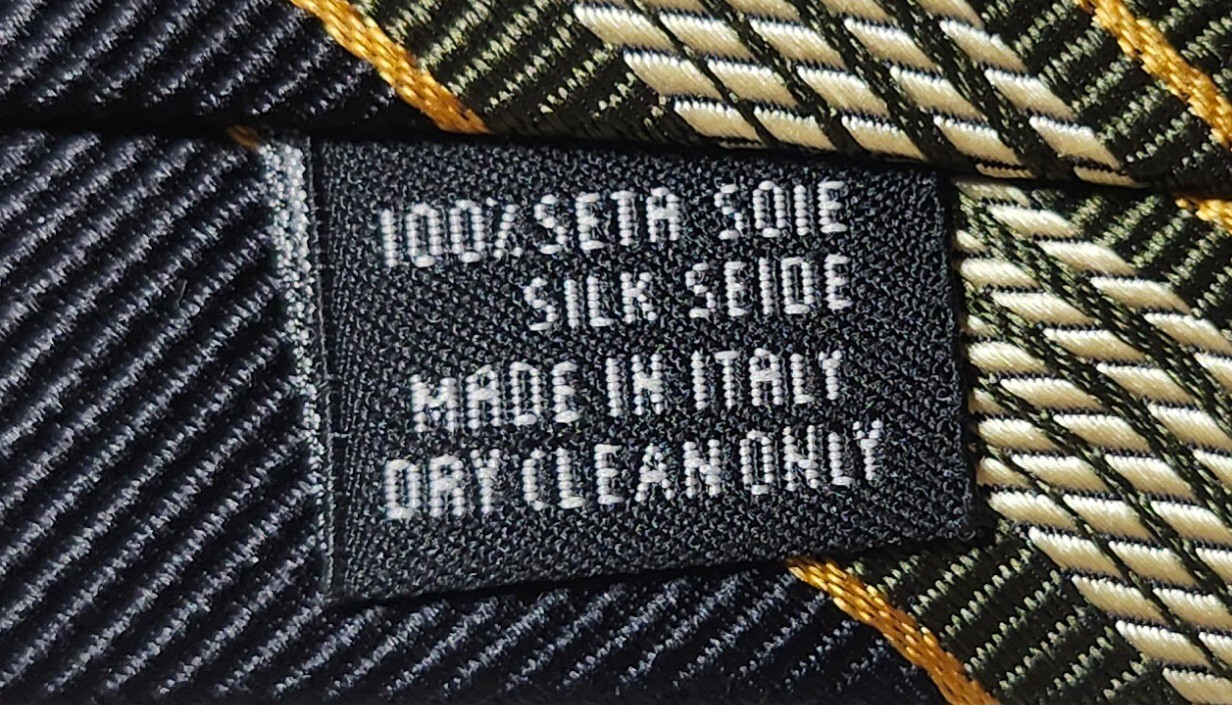 100% SETA SOIE
SILK SEIDE
MADE IN ITALY
DRY CLEAN ONLY